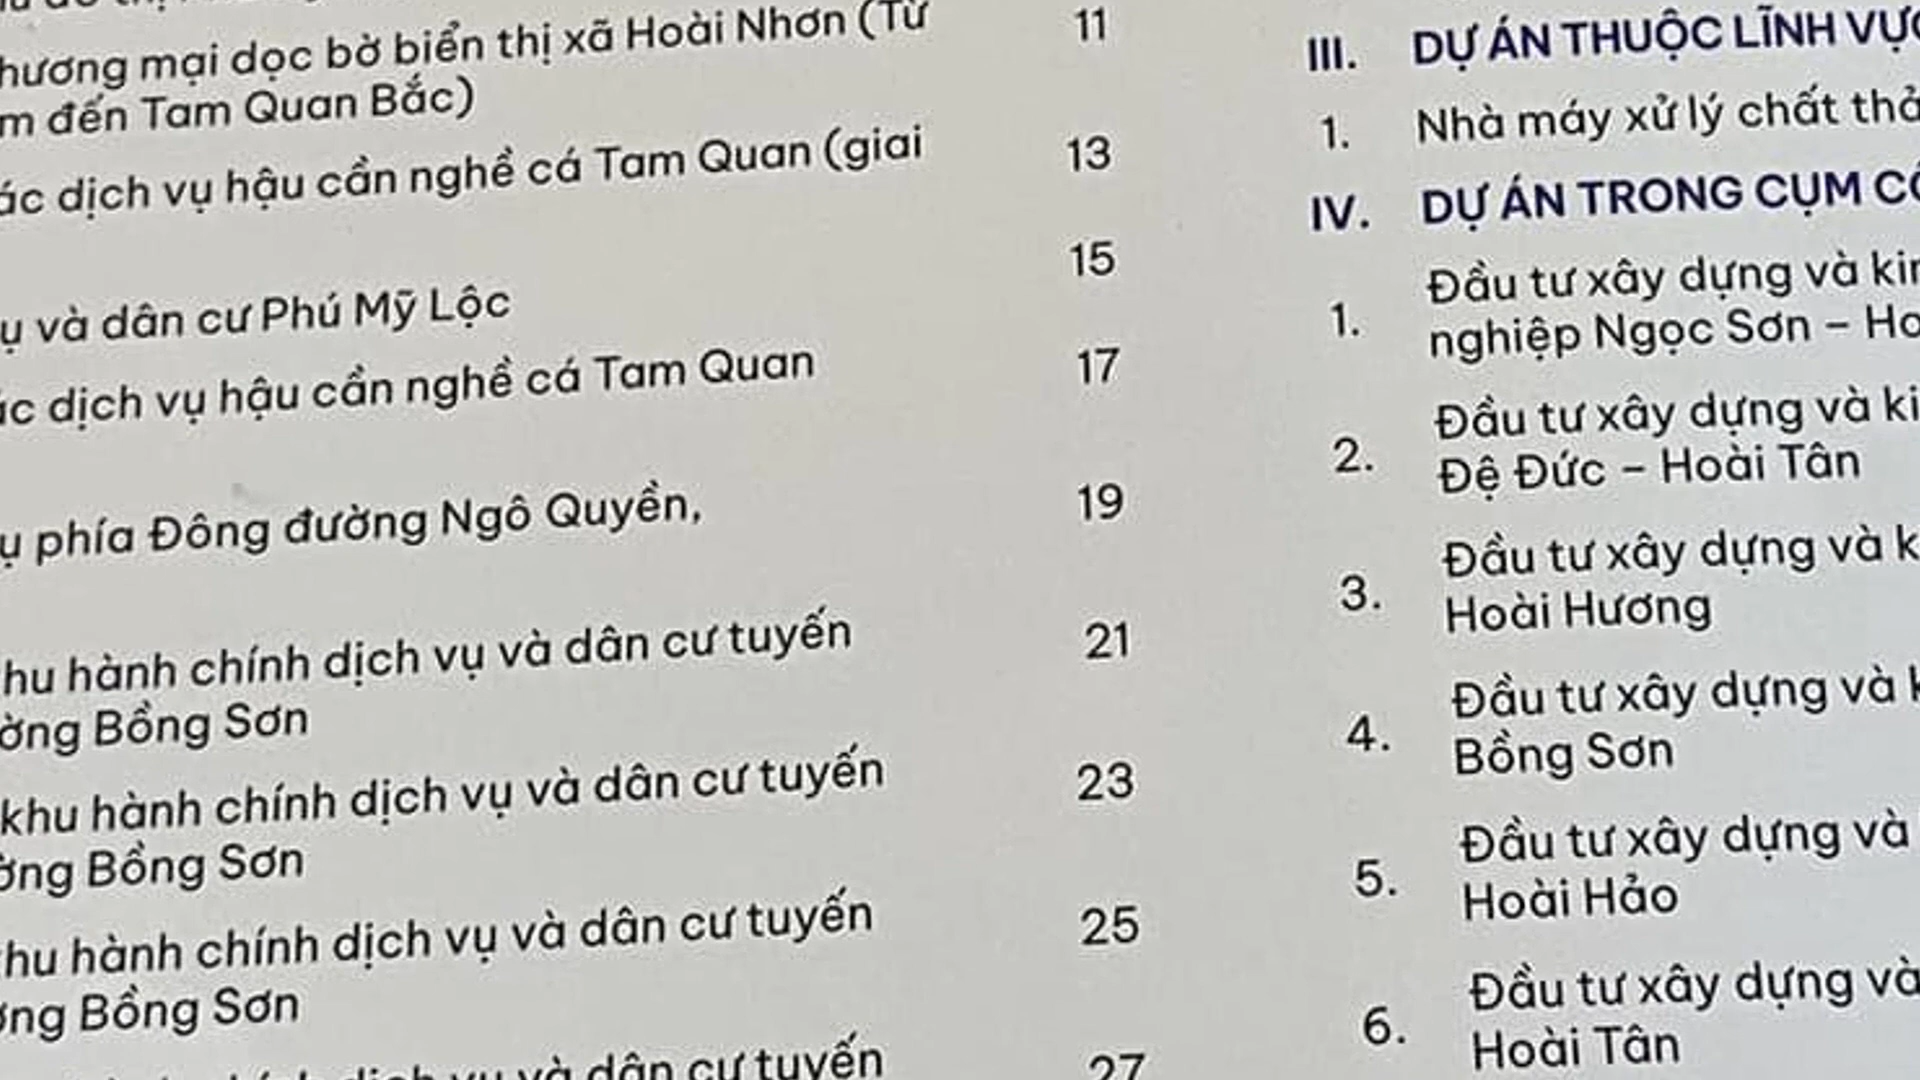 hương mại dọc bờ biển thị xã Hoài Nhơn (Từ 11
đến Tam Quan Bắc)
dịch vụ hậu cần nghề cá Tam Quan (giai 13
15
và dân cư Phú Mỹ Lộc
dịch vụ hậu cần nghề cá Tam Quan 17
phía Đông đường Ngô Quyền, 19
hu hành chính dịch vụ và dân cư tuyến 21
Bồng Sơn
khu hành chính dịch vụ và dân cư tuyến 23
Bồng Sơn
hu hành chính dịch vụ và dân cư tuyến 25
Bồng Sơn
dịch vụ và dân cư tuyến 27
III. DỰ ÁN THUỘC LĨNH VỰC
1. Nhà máy xử lý chất thả
IV. DỰ ÁN TRONG CỤM
1. Đầu tư xây dựng và kin
nghiệp Ngọc Sơn – Ho
2. Đầu tư xây dựng và ki
Đệ Đức – Hoài Tân
3. Đầu tư xây dựng và k
Hoài Hương
4. Đầu tư xây dựng và k
Bồng Sơn
5. Đầu tư xây dựng và
Hoài Hảo
6. Đầu tư xây dựng và
Hoài Tân